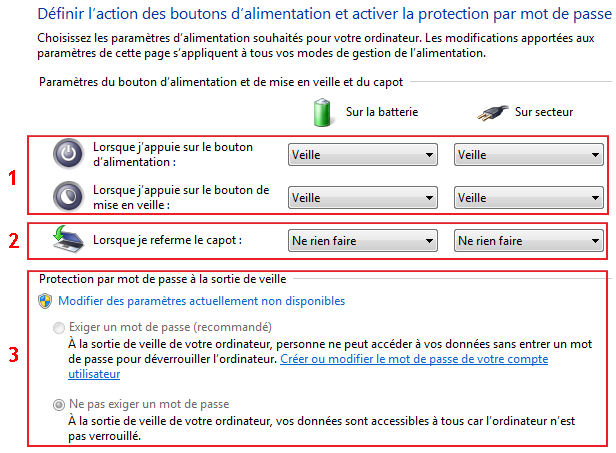 Définir l'action des boutons d'alimentation et activer la protection par mot de passe
Choisissez les paramètres d'alimentation souhaités pour votre ordinateur. Les modifications apportées aux
paramètres de cette page s'appliquent à tous vos modes de gestion de l'alimentation.
Paramètres du bouton d'alimentation et de mise en veille et du capot
Sur la batterie
Sur secteur
1
Lorsque j'appuie sur le bouton
d'alimentation :
Veille
Veille
Lorsque j'appuie sur le bouton de
mise en veille :
Veille
Veille
2
Lorsque je referme le capot :
Ne rien faire
Ne rien faire
3
Protection par mot de passe à la sortie de veille
Modifier des paramètres actuellement non disponibles
Exiger un mot de passe (recommandé)
À la sortie de veille de votre ordinateur, personne ne peut accéder à vos données sans entrer un mot
de passe pour déverrouiller l'ordinateur. Créer ou modifier le mot de passe de votre compte
utilisateur
Ne pas exiger un mot de passe
À la sortie de veille de votre ordinateur, vos données sont accessibles à tous car l'ordinateur n'est
pas verrouillé.